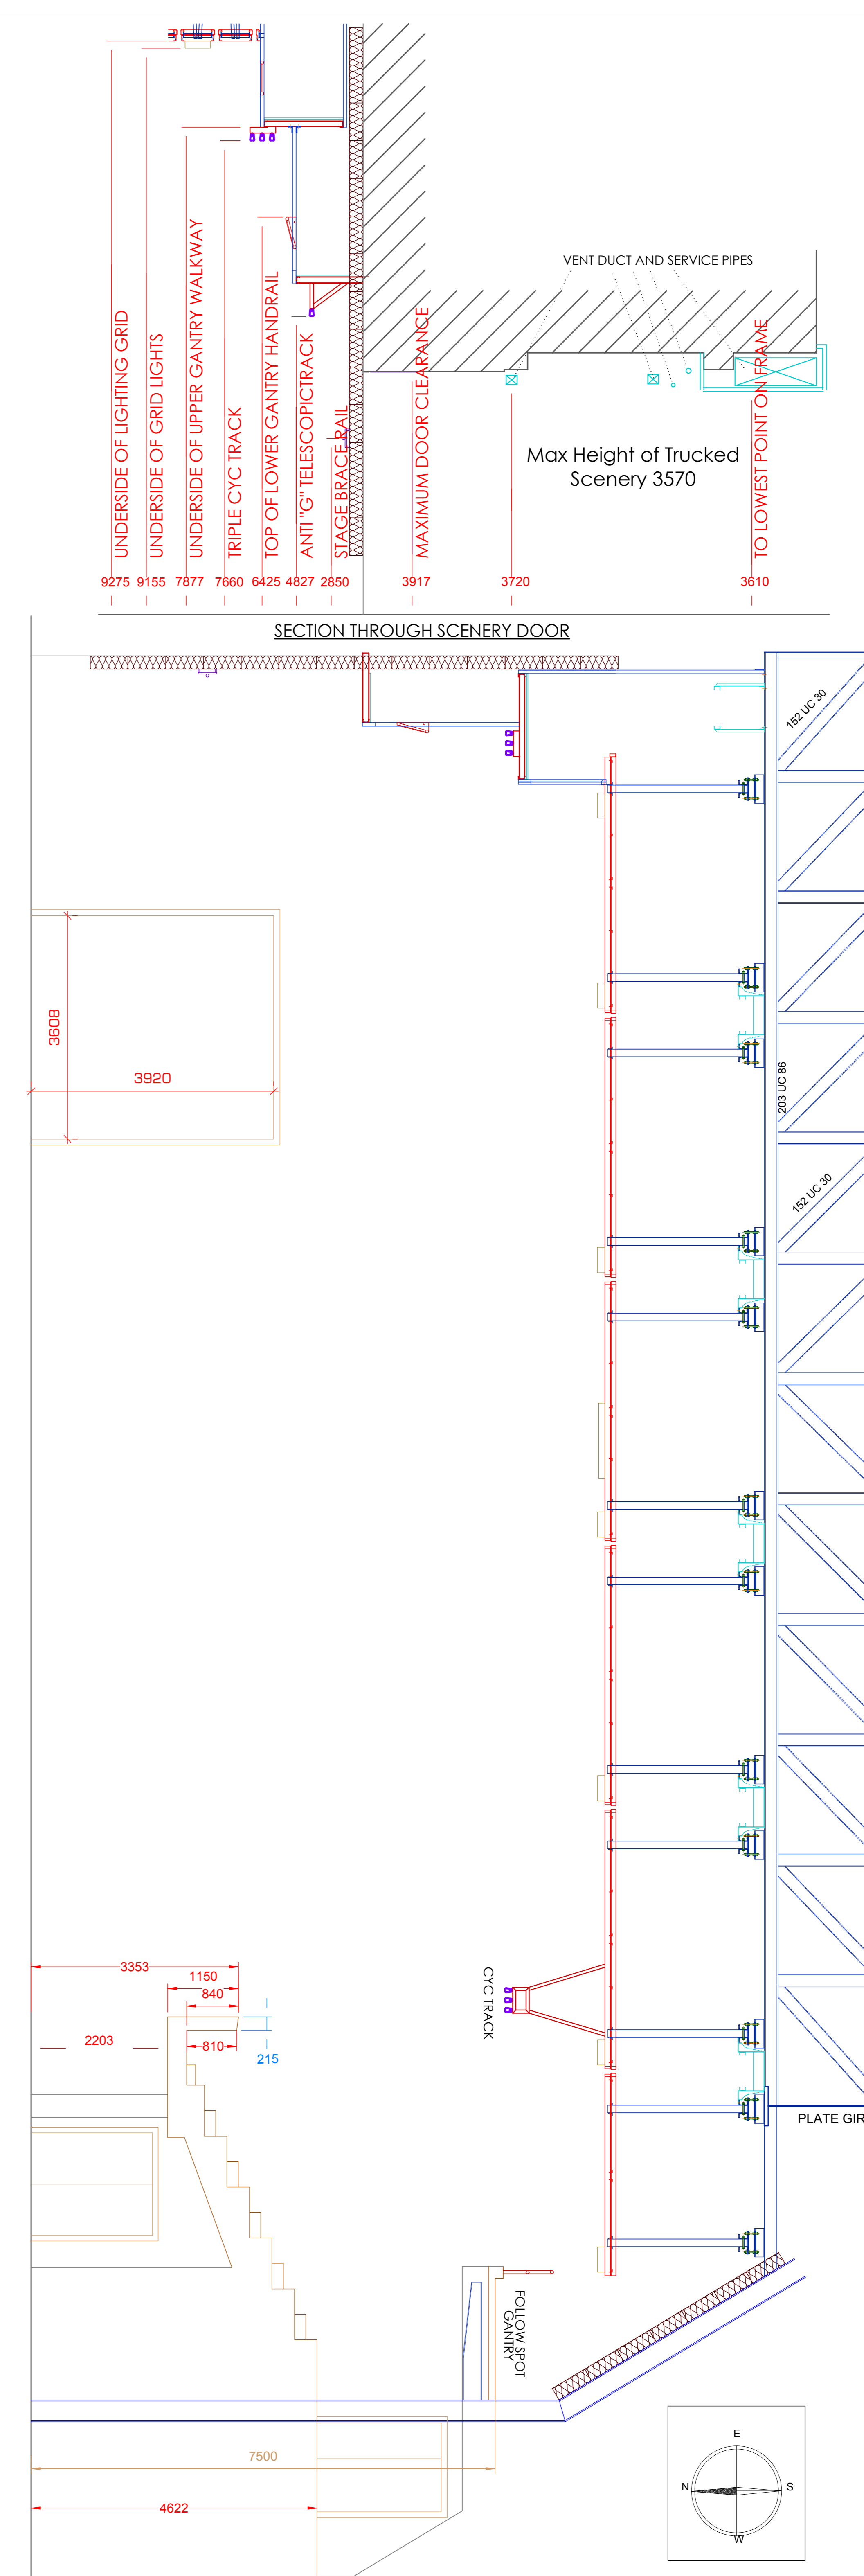 VENT DUCT AND SERVICE PIPES
UNDERSIDE OF LIGHTING GRID
UNDERSIDE OF GRID LIGHTS
UNDERSIDE OF UPPER GANTRY WALKWAY
TRIPLE CYC TRACK
TOP OF LOWER GANTRY HANDRAIL
ANTI "G" TELESCOPICTRACK
STAGE BRACE RAIL
MAXIMUM DOOR CLEARANCE
TO LOWEST POINT ON FRAME
Max Height of Trucked
Scenery 3570
9275 9155 7877 7660 6425 4827 2850 3917 3720 3610
SECTION THROUGH SCENERY DOOR
152 UC 30
3608
3920
203 UC 86
152 UC 30
3353
1150
840
2203
810
215
CYC TRACK
PLATE GIR
FOLLOW SPOT
GANTRY
7500
4622
E
N
S
W